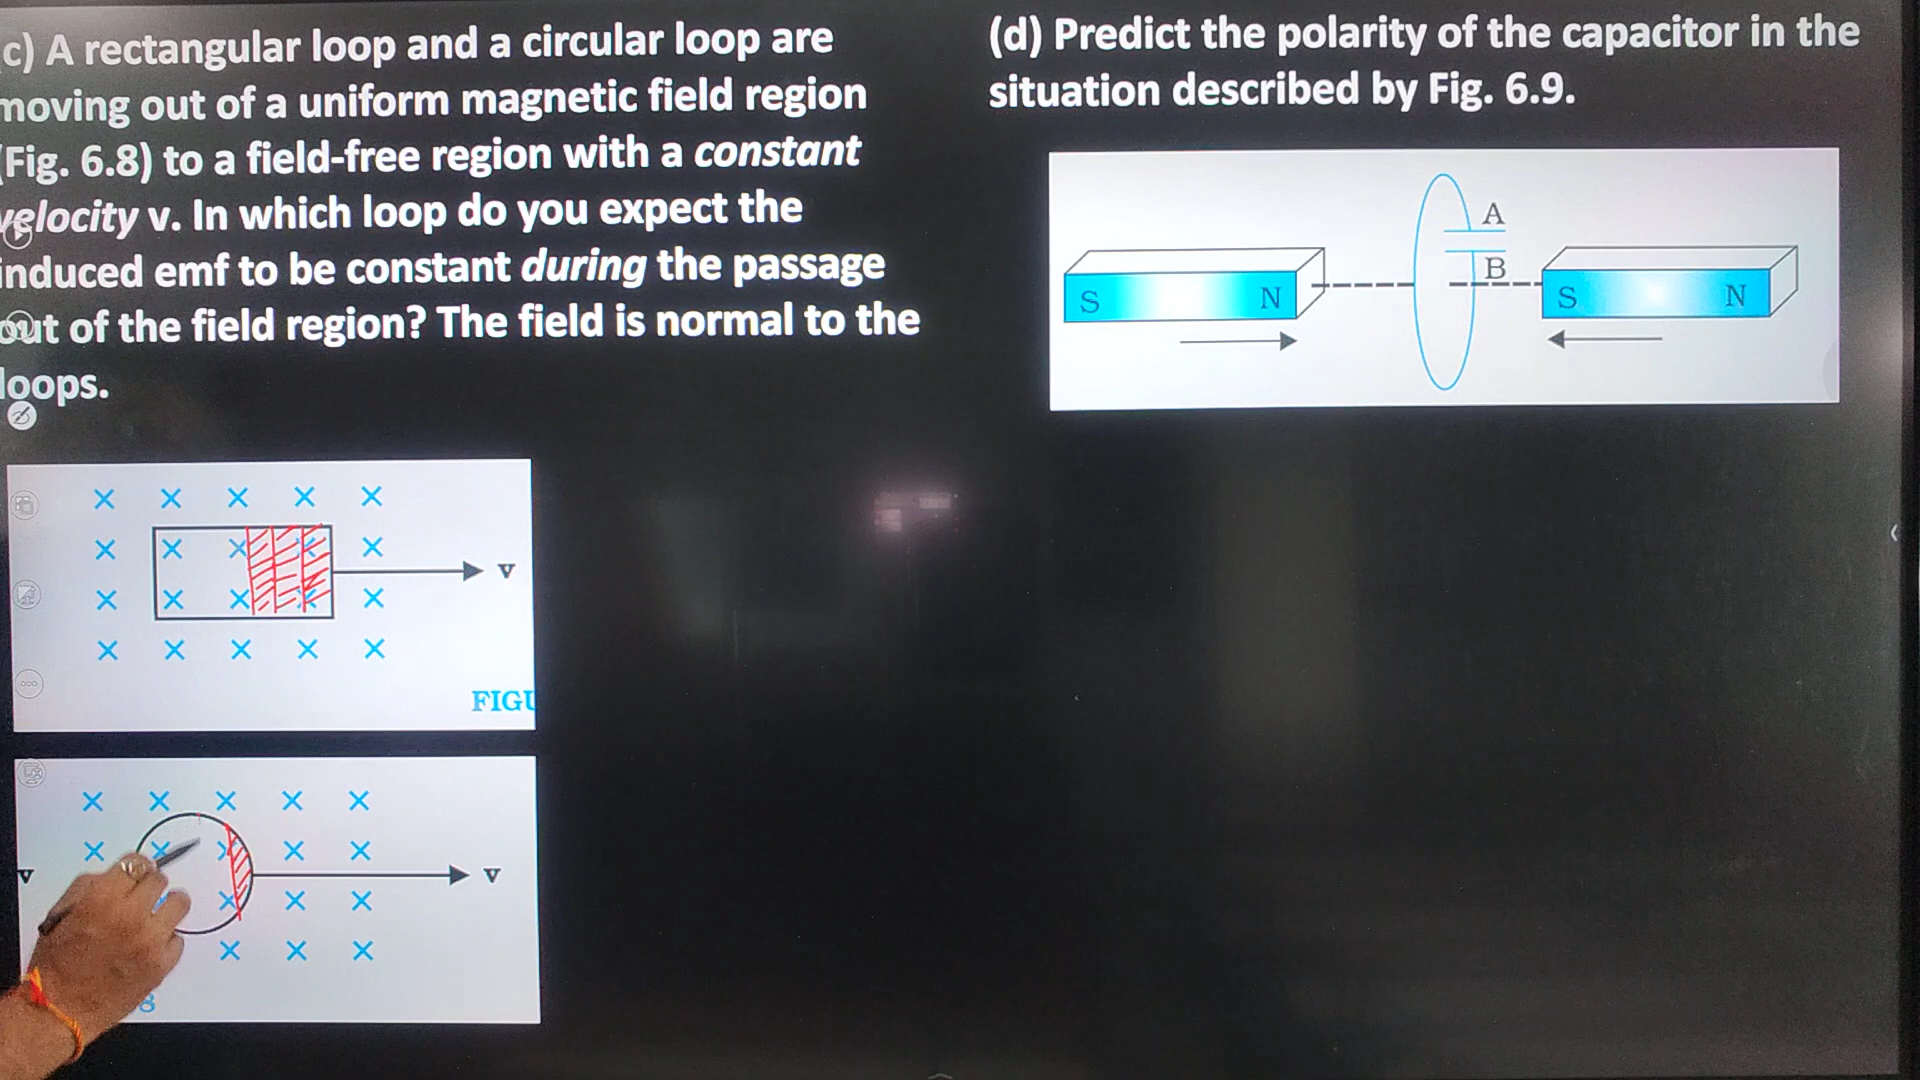 c) A rectangular loop and a circular loop are
moving out of a uniform magnetic field region
(Fig. 6.8) to a field-free region with a constant
velocity v. In which loop do you expect the
induced emf to be constant during the passage
out of the field region? The field is normal to the
loops.
(d) Predict the polarity of the capacitor in the
situation described by Fig. 6.9.
A
B
S N
S N
v
FIGU
v
v
8